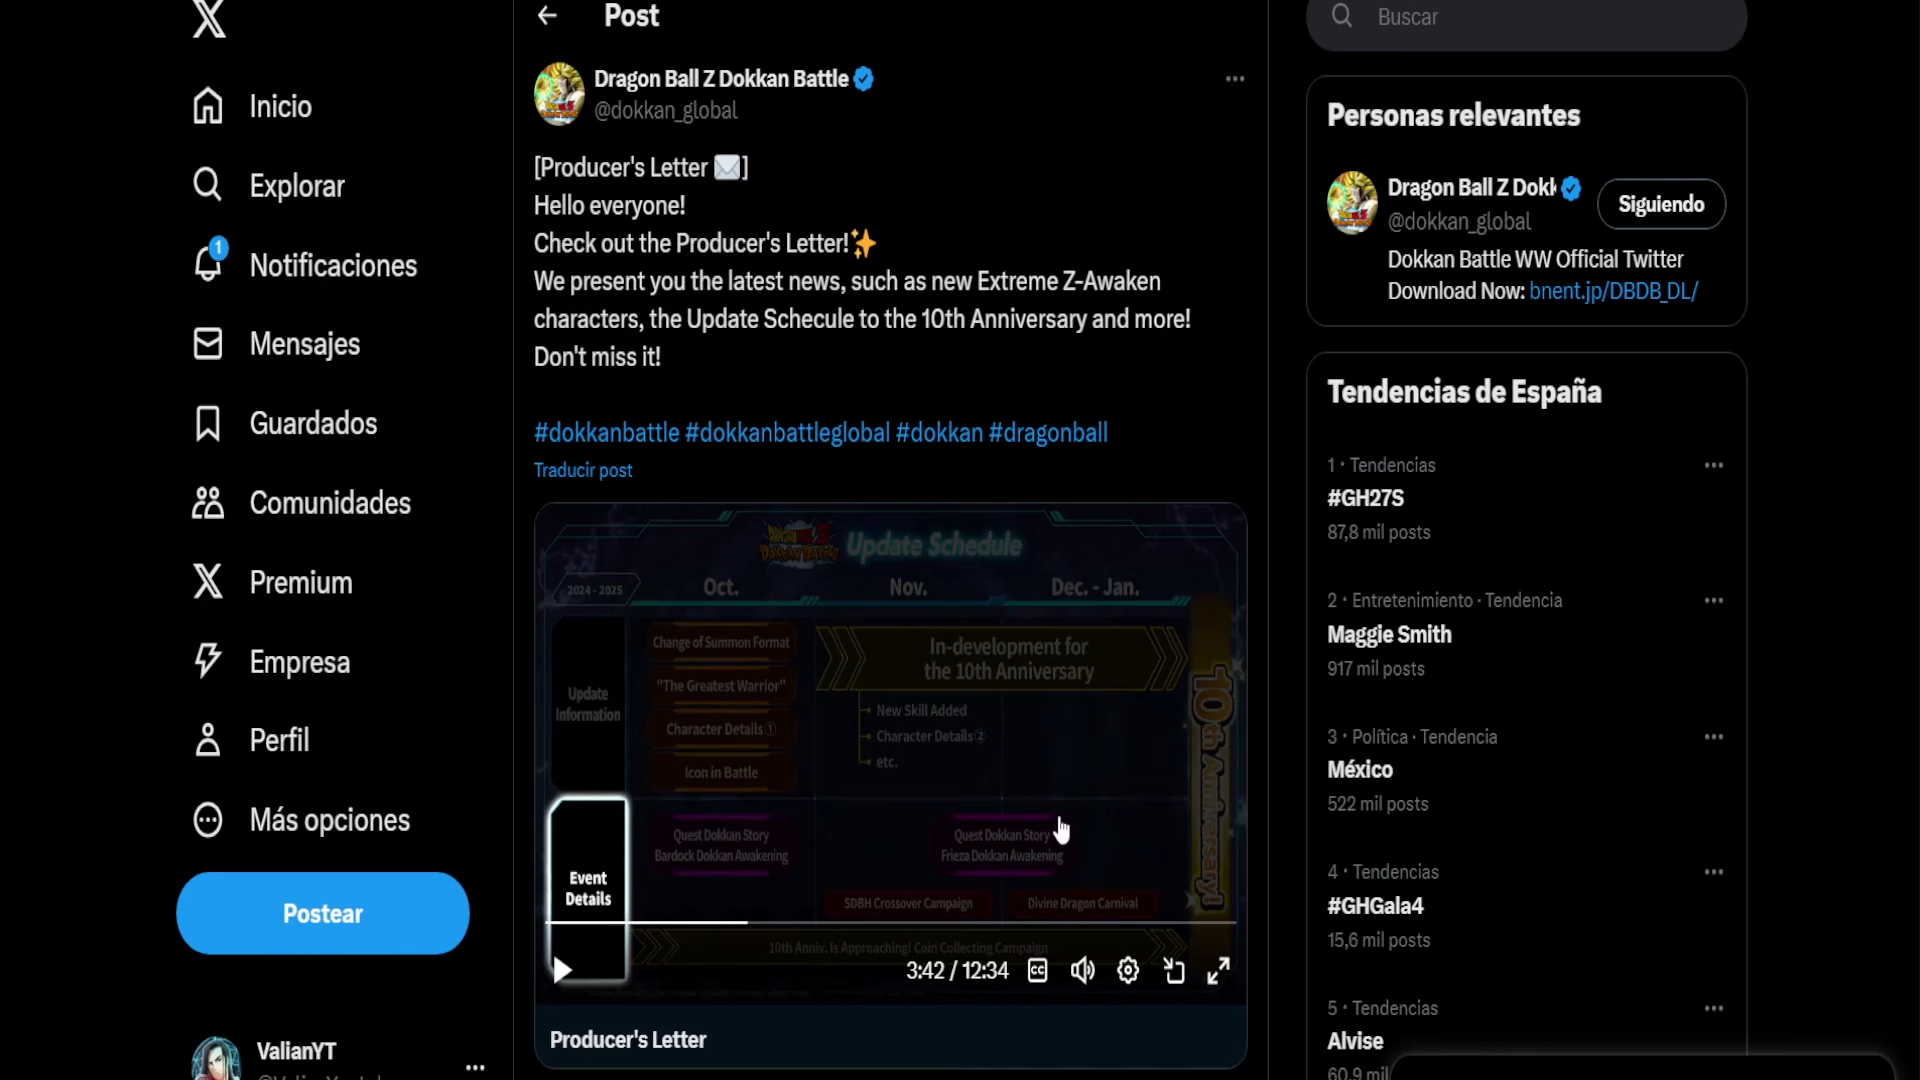 Post
Buscar
Inicio
Explorar
1
Notificaciones
Mensajes
Guardados
Comunidades
Premium
Empresa
Perfil
Más opciones
Postear
ValianYT
Dragon Ball Z Dokkan Battle
@dokkan_global
[Producer's Letter ✉️]
Hello everyone!
Check out the Producer's Letter!✨
We present you the latest news, such as new Extreme Z-Awaken
characters, the Update Schecule to the 10th Anniversary and more!
Don't miss it!
#dokkanbattle #dokkanbattleglobal #dokkan #dragonball
Traducir post
DRAGON BALL Z
DOKKAN BATTLE
Update Schedule
2024 - 2025
Oct.
Nov.
Dec. - Jan.
Update
Information
Change of Summon Format
"The Greatest Warrior"
Character Details①
Icon in Battle
In-development for
the 10th Anniversary
New Skill Added
Character Details②
etc.
10th Anniversary!
Event
Details
Quest Dokkan Story
Bardock Dokkan Awakening
Quest Dokkan Story
Frieza Dokkan Awakening
SDBH Crossover Campaign
Divine Dragon Carnival
10th Anniv. Is Approaching! Coin Collecting Campaign
3:42 / 12:34
CC
Producer's Letter
Personas relevantes
Dragon Ball Z Dokk
@dokkan_global
Siguiendo
Dokkan Battle WW Official Twitter
Download Now: bnent.jp/DBDB_DL/
Tendencias de España
1 · Tendencias
#GH27S
87,8 mil posts
2 · Entretenimiento · Tendencia
Maggie Smith
917 mil posts
3 · Política · Tendencia
México
522 mil posts
4 · Tendencias
#GHGala4
15,6 mil posts
5 · Tendencias
Alvise
60,9 mil